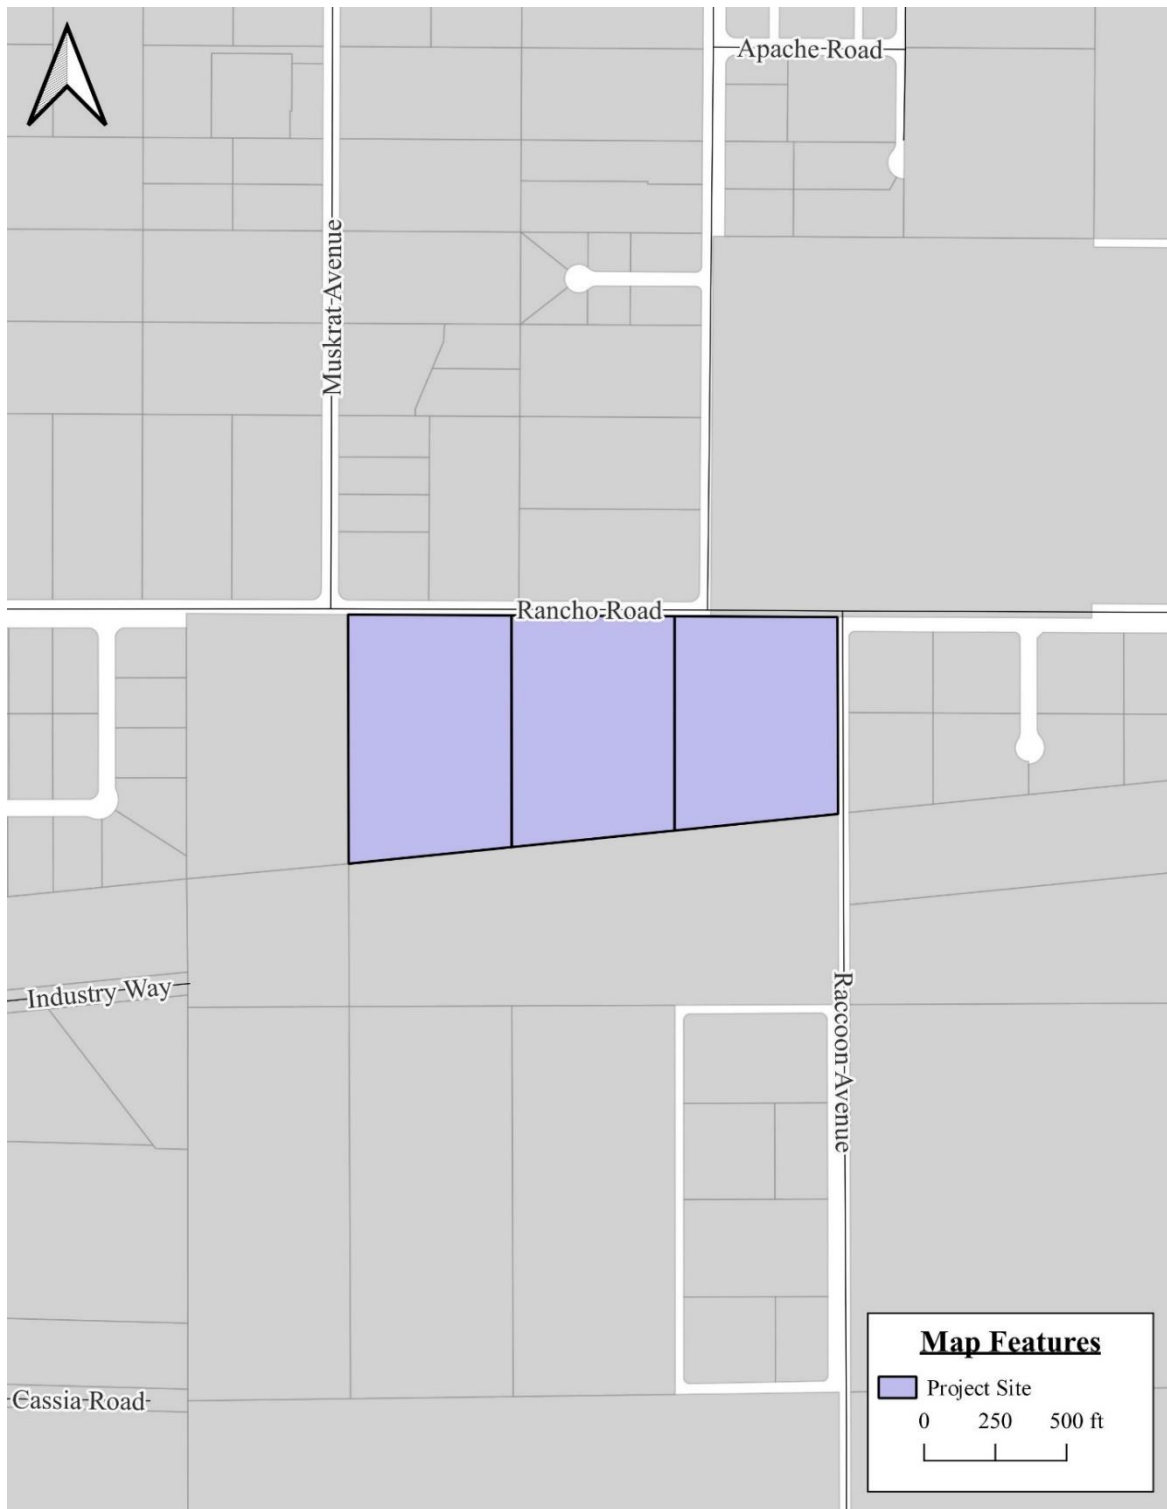 Apache Road
Muskrat Avenue
Rancho Road
Industry Way
Raccoon Avenue
Cassia Road
Map Features
Project Site
0 250 500 ft